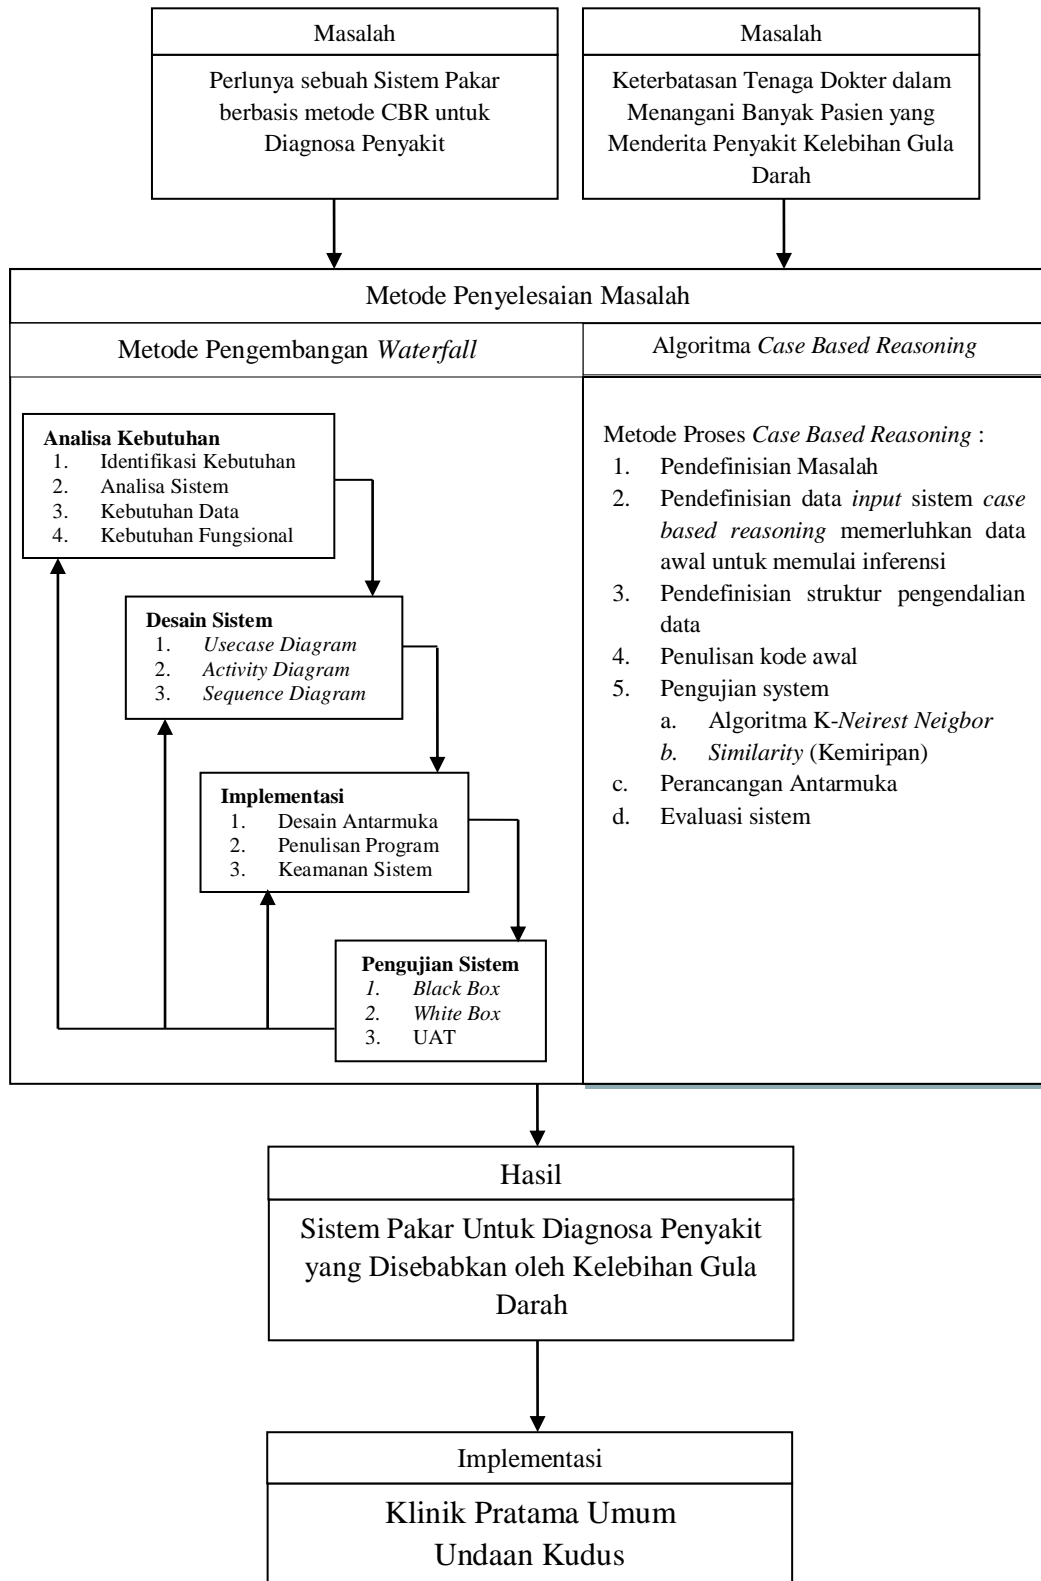 Masalah
Perlunya sebuah Sistem Pakar
berbasis metode CBR untuk
Diagnosa Penyakit
Masalah
Keterbatasan Tenaga Dokter dalam
Menangani Banyak Pasien yang
Menderita Penyakit Kelebihan Gula
Darah
Metode Penyelesaian Masalah
Metode Pengembangan Waterfall
Analisa Kebutuhan
1. Identifikasi Kebutuhan
2. Analisa Sistem
3. Kebutuhan Data
4. Kebutuhan Fungsional
Desain Sistem
1. Usecase Diagram
2. Activity Diagram
3. Sequence Diagram
Implementasi
1. Desain Antarmuka
2. Penulisan Program
3. Keamanan Sistem
Pengujian Sistem
1. Black Box
2. White Box
3. UAT
Algoritma Case Based Reasoning
Metode Proses Case Based Reasoning :
1. Pendefinisian Masalah
2. Pendefinisian data input sistem case
based reasoning memerluhkan data
awal untuk memulai inferensi
3. Pendefinisian struktur pengendalian
data
4. Penulisan kode awal
5. Pengujian system
a. Algoritma K-Neirest Neigbor
b. Similarity (Kemiripan)
c. Perancangan Antarmuka
d. Evaluasi sistem
Hasil
Sistem Pakar Untuk Diagnosa Penyakit
yang Disebabkan oleh Kelebihan Gula
Darah
Implementasi
Klinik Pratama Umum
Undaan Kudus